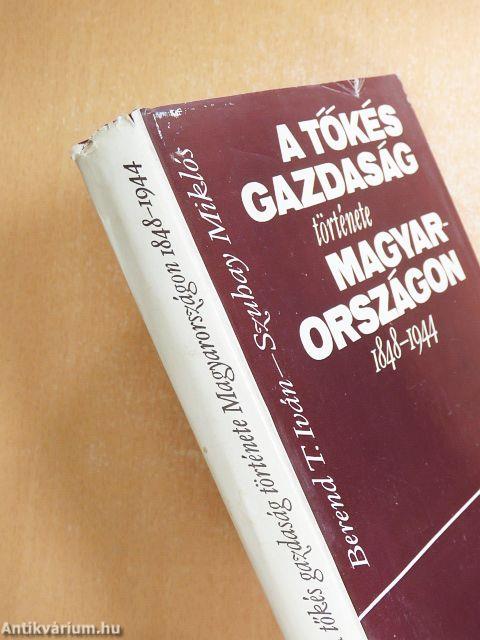 A TŐKÉS
GAZDASÁG
története
MAGYAR-
ORSZÁGON
1848–1944
Berend T. Iván—Szuhay Miklós
tőkés gazdaság története Magyarországon 1848–1944
Antikvárium.hu